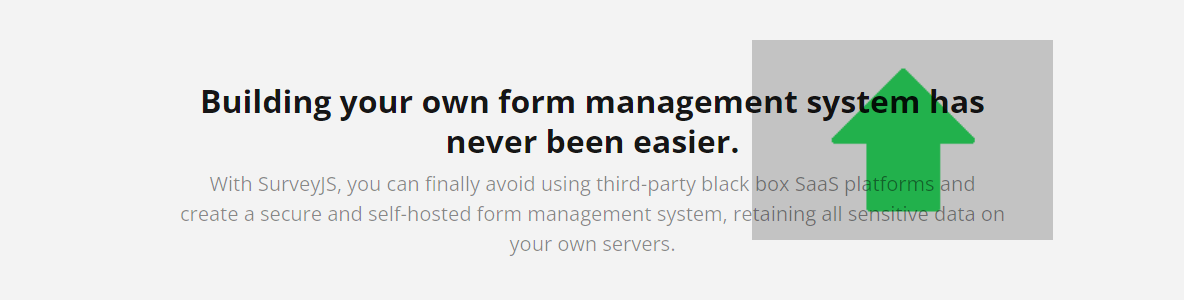 Building your own form management system has
never been easier.
With SurveyJS, you can finally avoid using third-party black box SaaS platforms and
create a secure and self-hosted form management system, retaining all sensitive data on
your own servers.